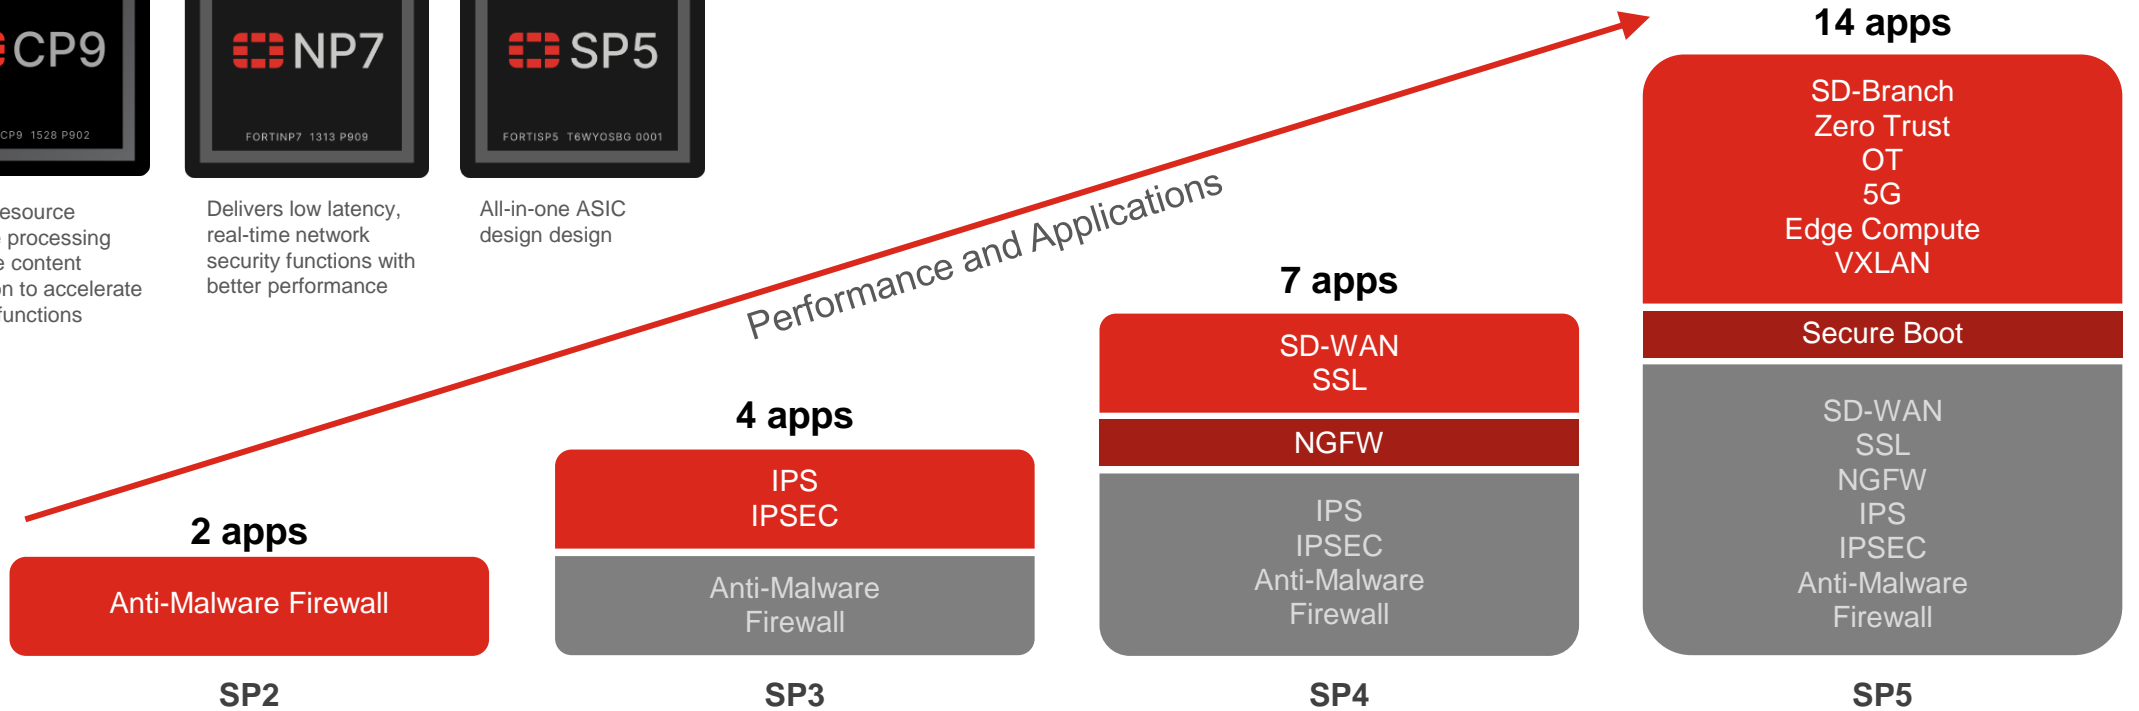 CP9
CP9 1528 P902
esource
processing
e content
on to accelerate
functions
NP7
FORTINP7 1313 P909
Delivers low latency,
real-time network
security functions with
better performance
SP5
FORTISP5 T6WYOSBG 0001
All-in-one ASIC
design design
Performance and Applications
2 apps
Anti-Malware Firewall
SP2
4 apps
IPS
IPSEC
Anti-Malware
Firewall
SP3
7 apps
SD-WAN
SSL
NGFW
IPS
IPSEC
Anti-Malware
Firewall
SP4
14 apps
SD-Branch
Zero Trust
OT
5G
Edge Compute
VXLAN
Secure Boot
SD-WAN
SSL
NGFW
IPS
IPSEC
Anti-Malware
Firewall
SP5